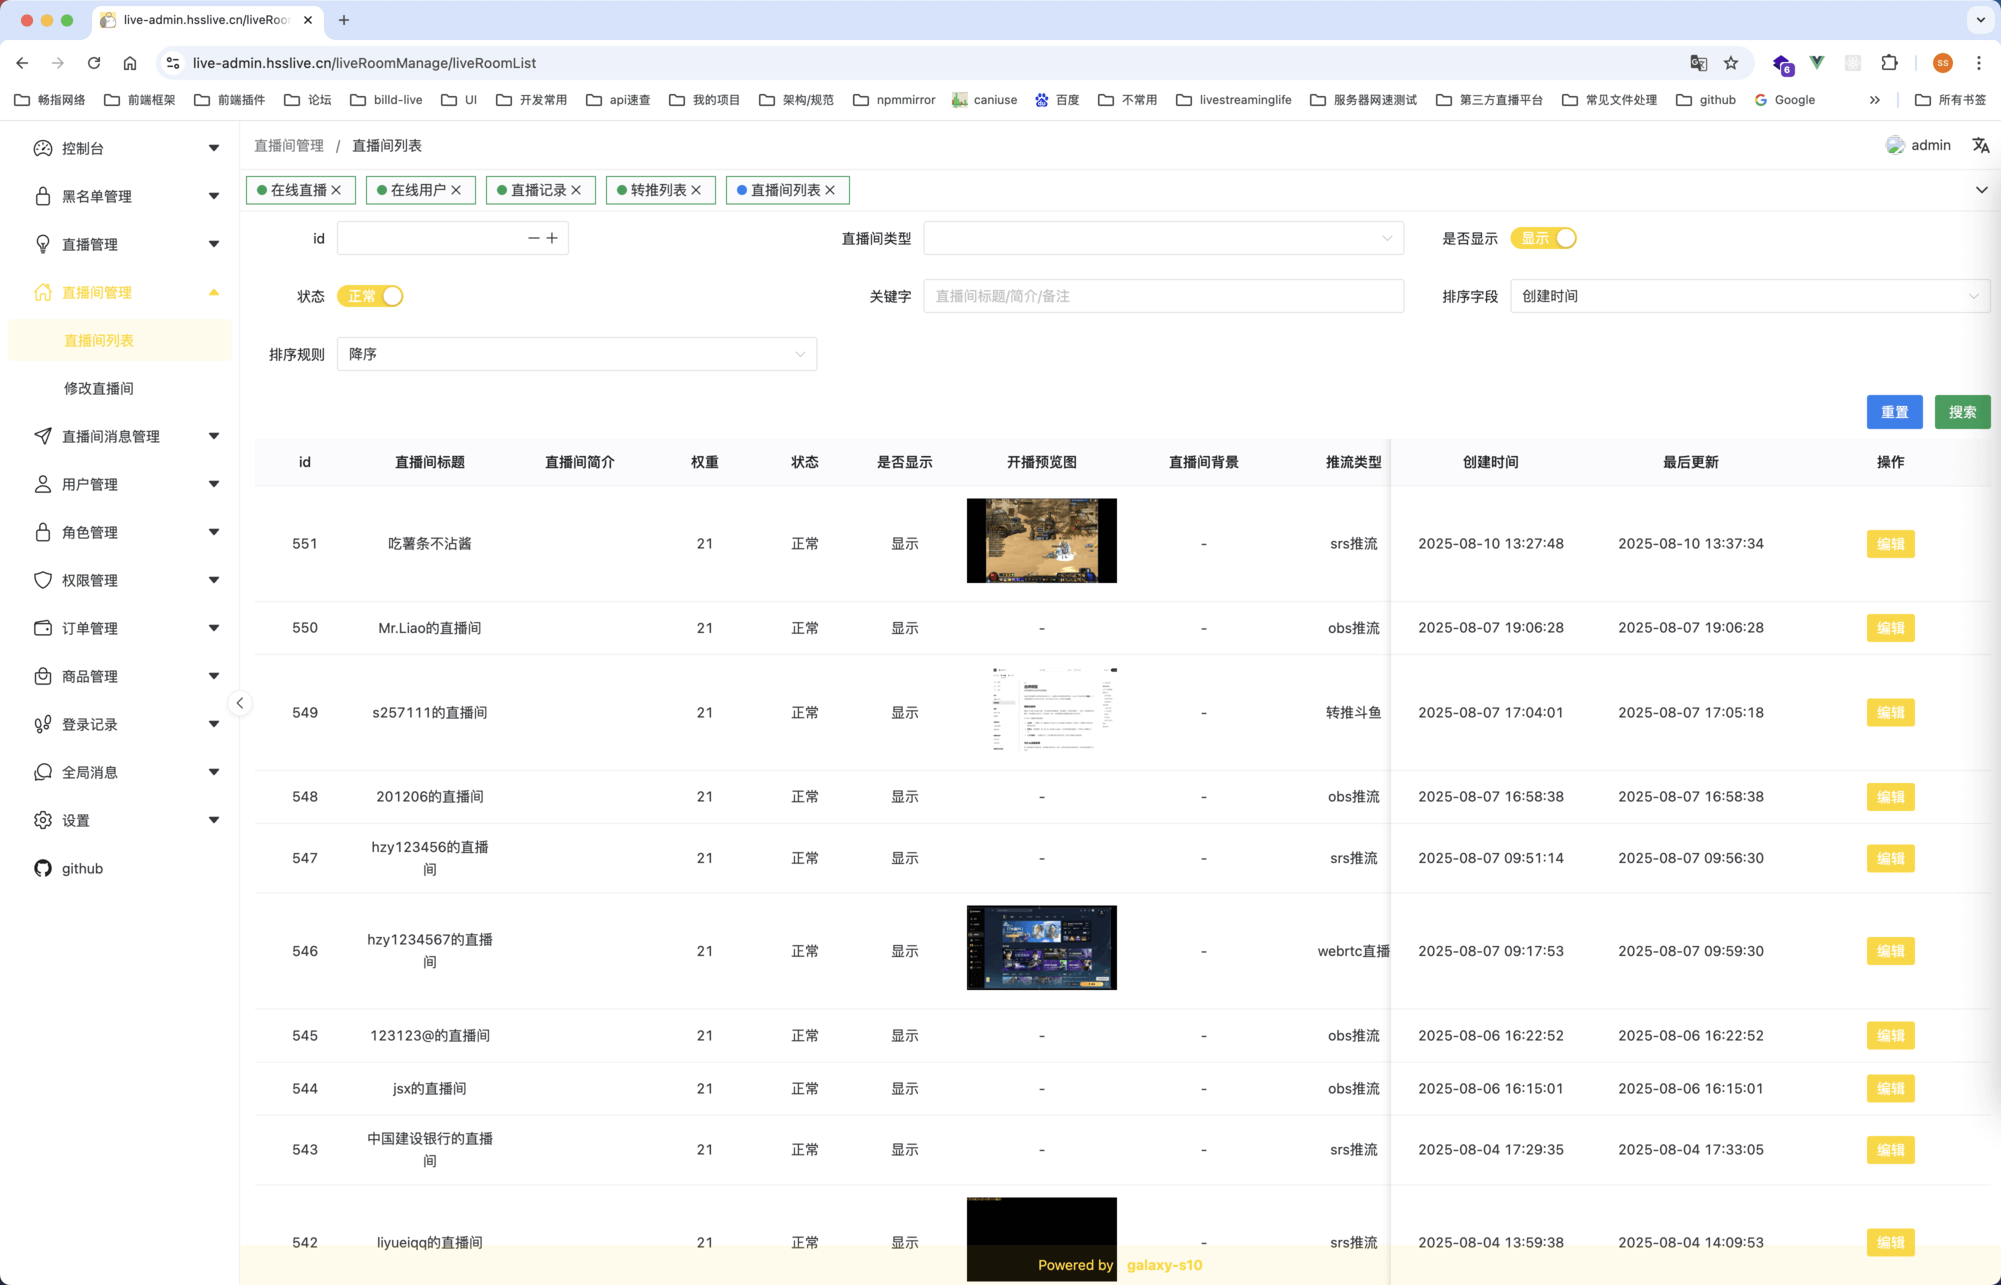 live-admin.hsslive.cn/liveRoo
live-admin.hsslive.cn/liveRoomManage/liveRoomList
6
ss
畅指网络 前端框架 前端插件 论坛 billd-live UI 开发常用 api速查 我的项目 架构/规范 npmmirror caniuse 百度 不常用 livestreaminglife 服务器网速测试 第三方直播平台 常见文件处理 github Google 所有书签
控制台
黑名单管理
直播管理
直播间管理
直播间列表
修改直播间
直播间消息管理
用户管理
角色管理
权限管理
订单管理
商品管理
登录记录
全局消息
设置
github
直播间管理 / 直播间列表
admin
在线直播 在线用户 直播记录 转推列表 直播间列表
id 直播间类型 是否显示 显示
状态 正常 关键字 直播间标题/简介/备注 排序字段 创建时间
排序规则 降序
重置 搜索
id 直播间标题 直播间简介 权重 状态 是否显示 开播预览图 直播间背景 推流类型 创建时间 最后更新 操作
551 吃薯条不沾酱 21 正常 显示 - srs推流 2025-08-10 13:27:48 2025-08-10 13:37:34 编辑
550 Mr.Liao的直播间 21 正常 显示 - - obs推流 2025-08-07 19:06:28 2025-08-07 19:06:28 编辑
549 s257111的直播间 21 正常 显示 - 转推斗鱼 2025-08-07 17:04:01 2025-08-07 17:05:18 编辑
548 201206的直播间 21 正常 显示 - - obs推流 2025-08-07 16:58:38 2025-08-07 16:58:38 编辑
547 hzy123456的直播间 21 正常 显示 - - srs推流 2025-08-07 09:51:14 2025-08-07 09:56:30 编辑
546 hzy1234567的直播间 21 正常 显示 - webrtc直播 2025-08-07 09:17:53 2025-08-07 09:59:30 编辑
545 123123@的直播间 21 正常 显示 - - obs推流 2025-08-06 16:22:52 2025-08-06 16:22:52 编辑
544 jsx的直播间 21 正常 显示 - - obs推流 2025-08-06 16:15:01 2025-08-06 16:15:01 编辑
543 中国建设银行的直播间 21 正常 显示 - - srs推流 2025-08-04 17:29:35 2025-08-04 17:33:05 编辑
542 liyueiqq的直播间 21 正常 显示 - srs推流 2025-08-04 13:59:38 2025-08-04 14:09:53 编辑
Powered by galaxy-s10